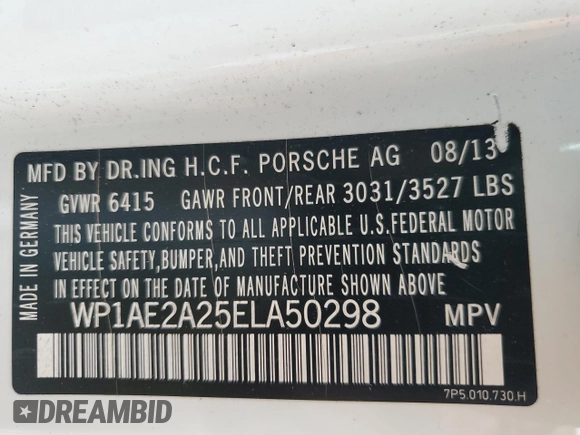 MADE IN GERMANY
MFD BY DR.ING H.C.F. PORSCHE AG 08/13
GVWR 6415 GAWR FRONT/REAR 3031/3527 LBS
THIS VEHICLE CONFORMS TO ALL APPLICABLE U.S.FEDERAL MOTOR
VEHICLE SAFETY,BUMPER,AND THEFT PREVENTION STANDARDS
IN EFFECT ON THE DATE OF MANUFACTURE SHOWN ABOVE
WP1AE2A25ELA50298 MPV
7P5.010.730.H
DREAMBID